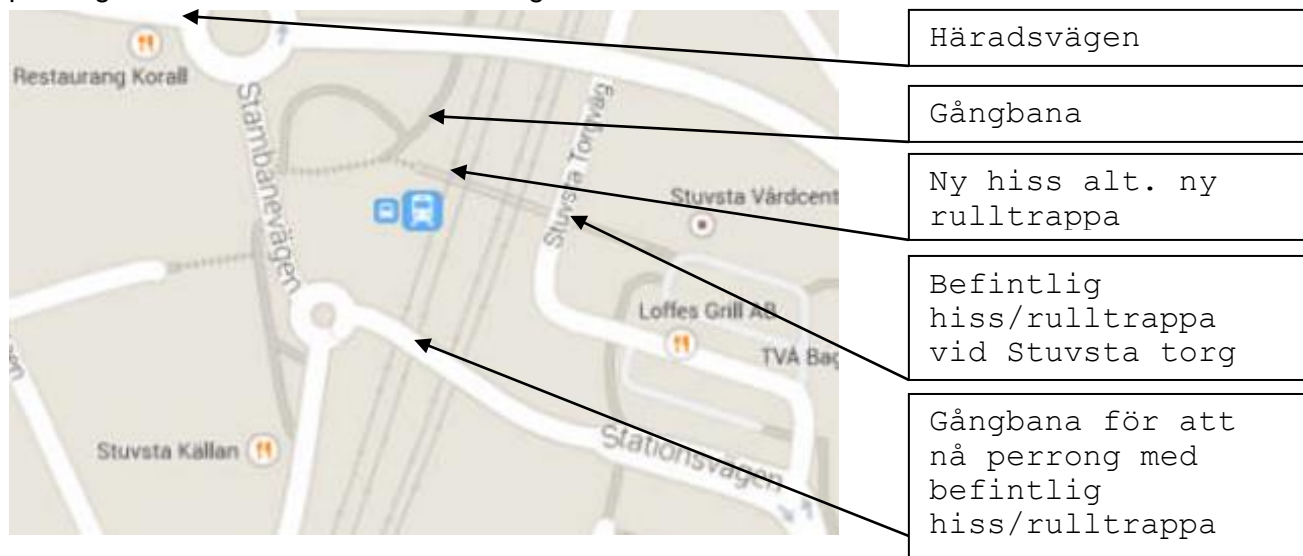 Häradsvägen
Restaurang Korall
Gångbana
Stambanevägen
Stuvsta Torgväg
Ny hiss alt. ny
rulltrappa
Stuvsta Vårdcent
Befintlig
hiss/rulltrappa
vid Stuvsta torg
Loffes Grill AB
TVÅ Bag
Gångbana för att
nå perrong med
befintlig
hiss/rulltrappa
Stuvsta Källan
Stationsvägen